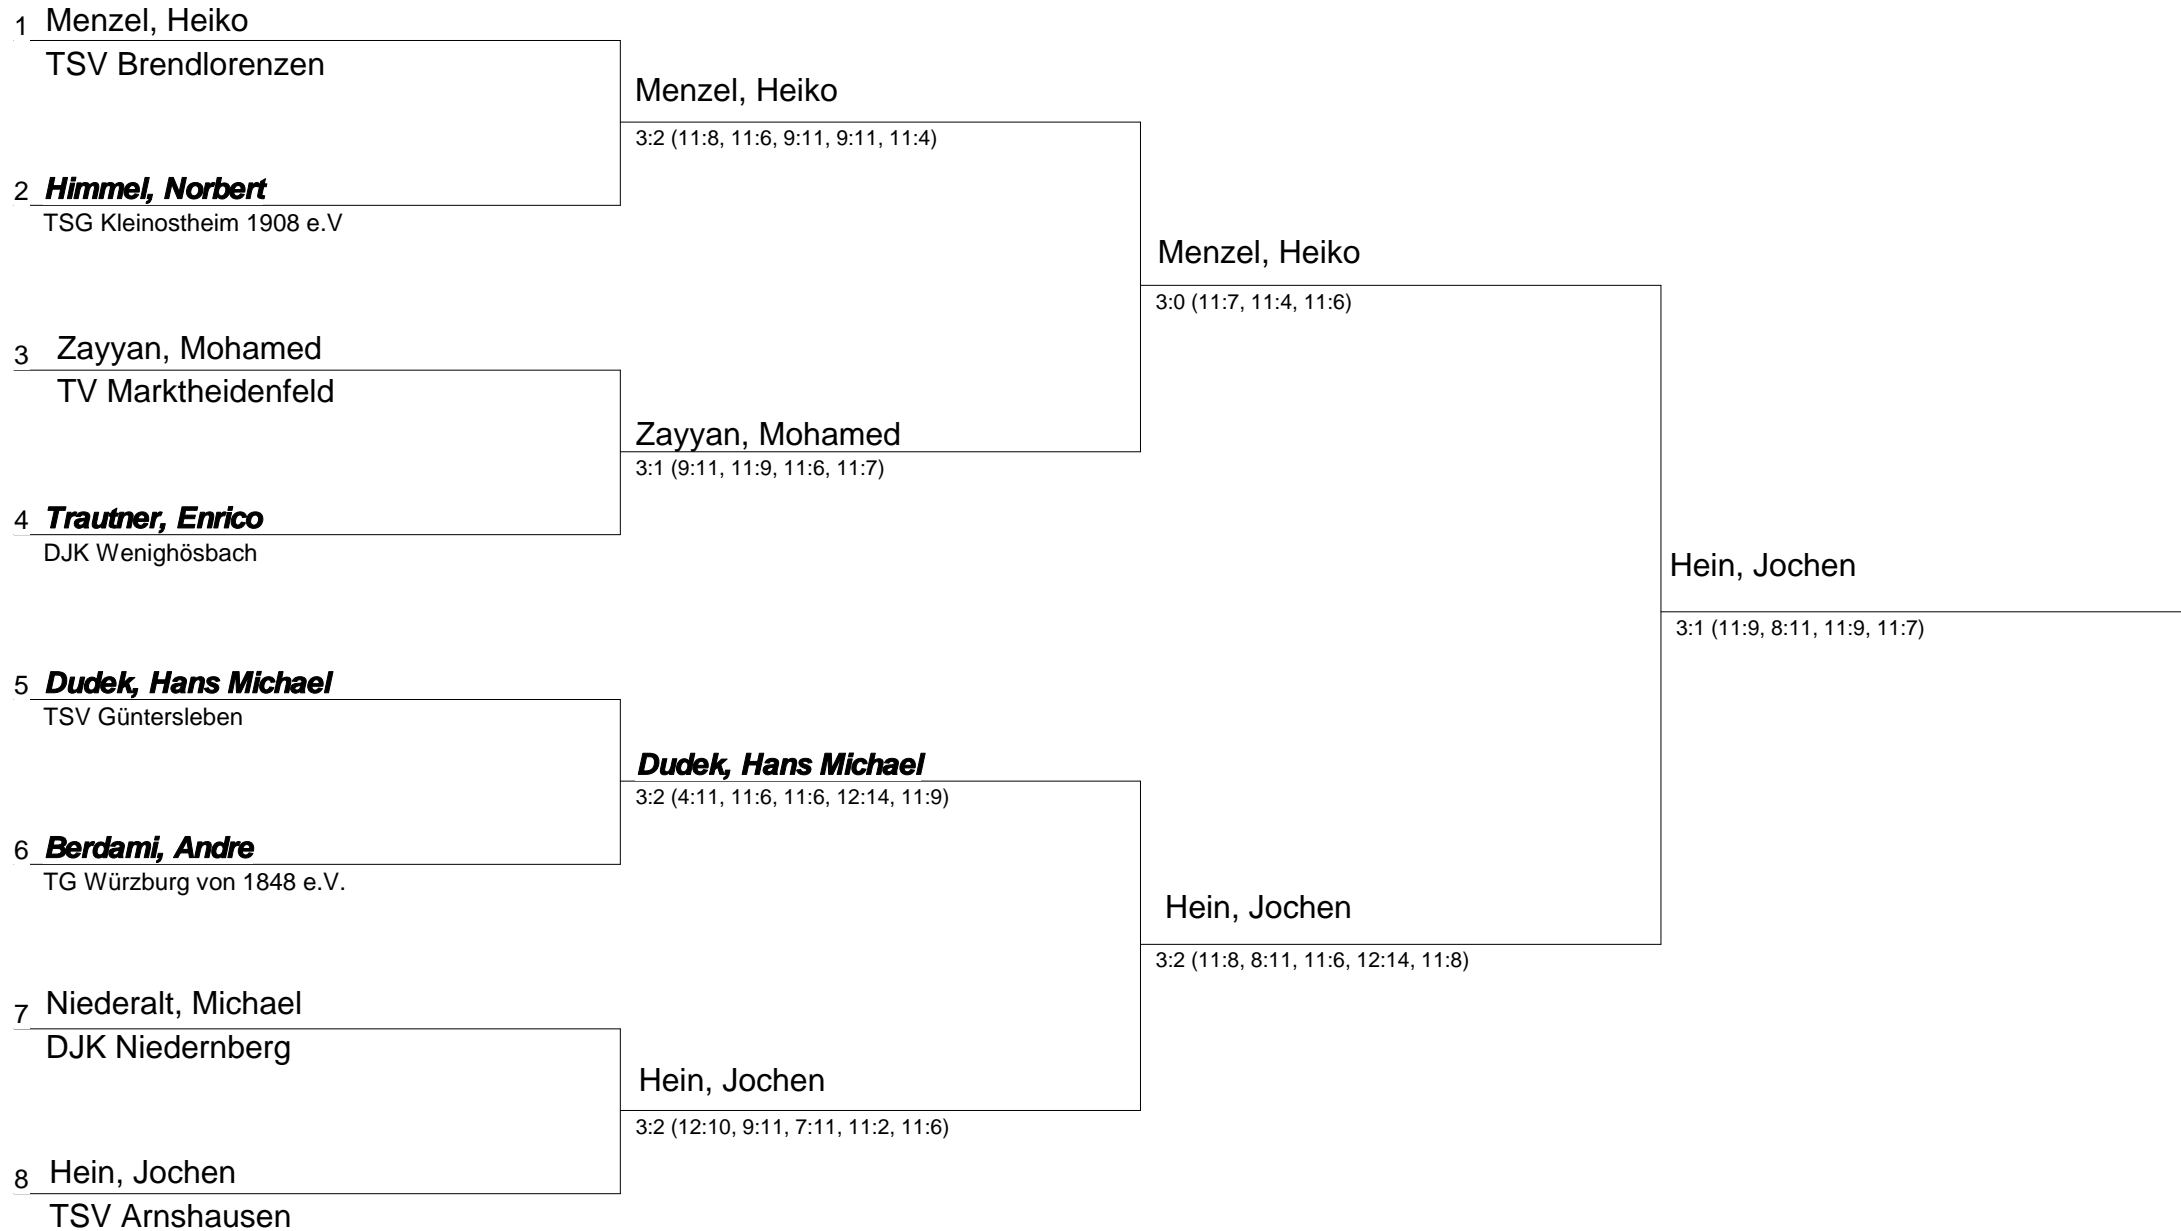 1 Menzel, Heiko
TSV Brendlorenzen
Menzel, Heiko
3:2 (11:8, 11:6, 9:11, 9:11, 11:4)
2 Himmel, Norbert
TSG Kleinostheim 1908 e.V
Menzel, Heiko
3:0 (11:7, 11:4, 11:6)
3 Zayyan, Mohamed
TV Marktheidenfeld
Zayyan, Mohamed
3:1 (9:11, 11:9, 11:6, 11:7)
4 Trautner, Enrico
DJK Wenighösbach
Hein, Jochen
3:1 (11:9, 8:11, 11:9, 11:7)
5 Dudek, Hans Michael
TSV Güntersleben
Dudek, Hans Michael
3:2 (4:11, 11:6, 11:6, 12:14, 11:9)
6 Berdami, Andre
TG Würzburg von 1848 e.V.
Hein, Jochen
3:2 (11:8, 8:11, 11:6, 12:14, 11:8)
7 Niederalt, Michael
DJK Niedernberg
Hein, Jochen
3:2 (12:10, 9:11, 7:11, 11:2, 11:6)
8 Hein, Jochen
TSV Arnshausen